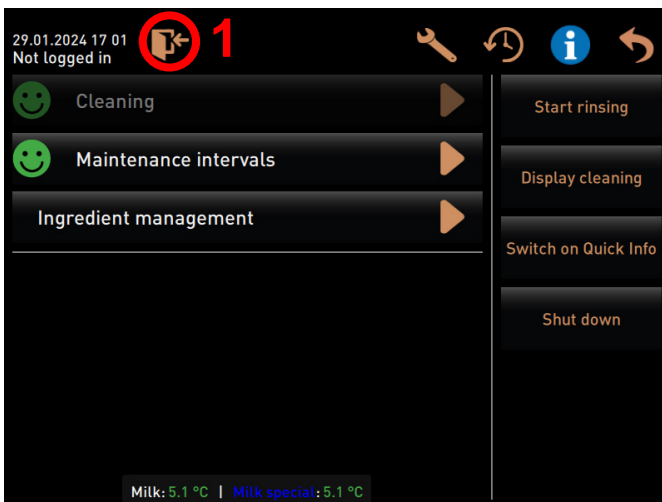 29.01.2024 17 01
Not logged in
1
Cleaning
Maintenance intervals
Ingredient management
Start rinsing
Display cleaning
Switch on Quick Info
Shut down
Milk: 5.1 °C | Milk special: 5.1 °C